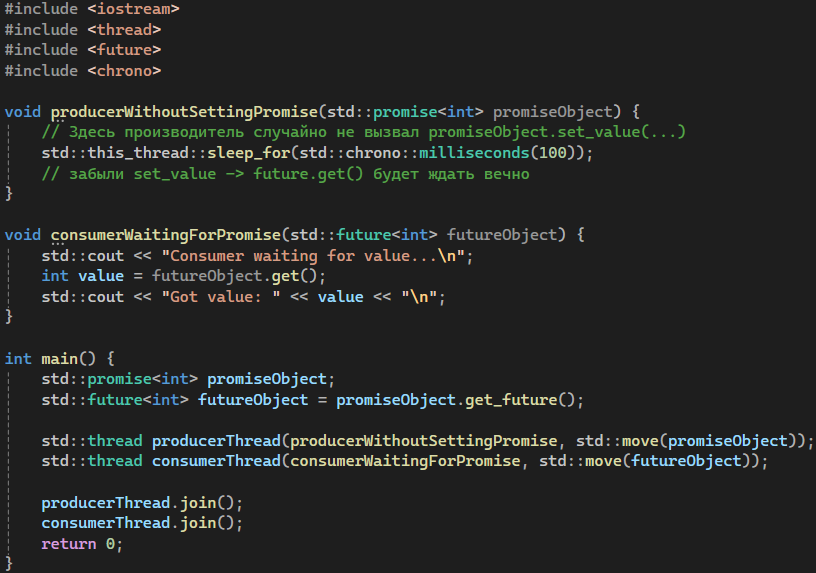 #include <iostream>
#include <thread>
#include <future>
#include <chrono>

void producerWithoutSettingPromise(std::promise<int> promiseObject) {
    // Здесь производитель случайно не вызвал promiseObject.set_value(...)
    std::this_thread::sleep_for(std::chrono::milliseconds(100));
    // забыли set_value -> future.get() будет ждать вечно
}

void consumerWaitingForPromise(std::future<int> futureObject) {
    std::cout << "Consumer waiting for value...\n";
    int value = futureObject.get();
    std::cout << "Got value: " << value << "\n";
}

int main() {
    std::promise<int> promiseObject;
    std::future<int> futureObject = promiseObject.get_future();

    std::thread producerThread(producerWithoutSettingPromise, std::move(promiseObject));
    std::thread consumerThread(consumerWaitingForPromise, std::move(futureObject));

    producerThread.join();
    consumerThread.join();
    return 0;
}